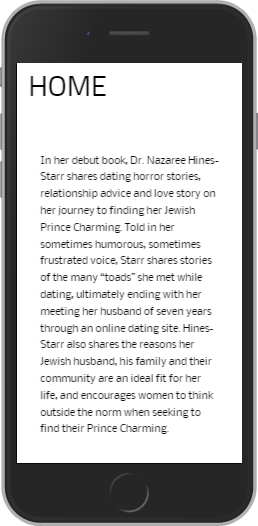 HOME
In her debut book, Dr. Nazaree Hines-
Starr shares dating horror stories,
relationship advice and love story on
her journey to finding her Jewish
Prince Charming. Told in her
sometimes humorous, sometimes
frustrated voice, Starr shares stories
of the many “toads” she met while
dating, ultimately ending with her
meeting her husband of seven years
through an online dating site. Hines-
Starr also shares the reasons her
Jewish husband, his family and their
community are an ideal fit for her
life, and encourages women to think
outside the norm when seeking to
find their Prince Charming.